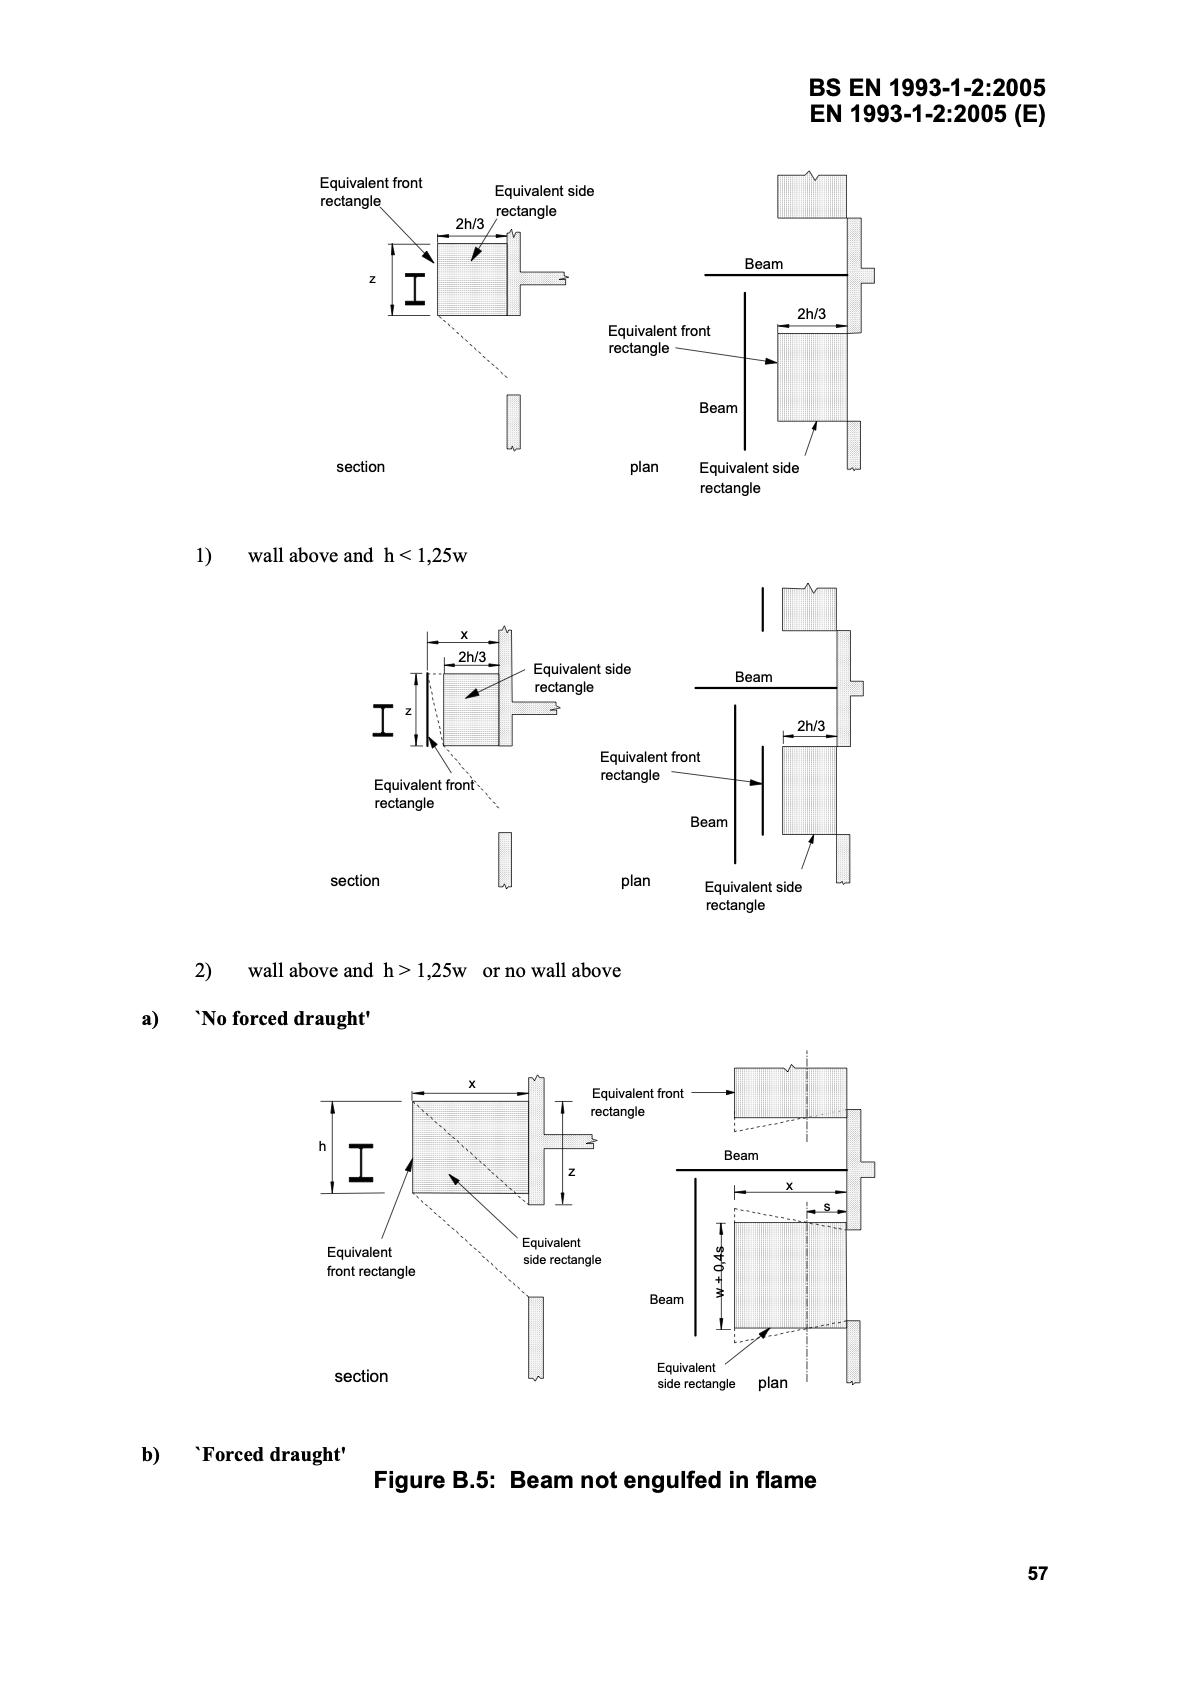 BS EN 1993-1-2:2005
EN 1993-1-2:2005 (E)
Equivalent front
rectangle
Equivalent side
rectangle
2h/3
z
section
Beam
2h/3
Equivalent front
rectangle
Beam
plan
Equivalent side
rectangle
1) wall above and h < 1,25w
x
2h/3
Equivalent side
rectangle
z
Equivalent front
rectangle
section
Beam
2h/3
Equivalent front
rectangle
Beam
plan
Equivalent side
rectangle
2) wall above and h > 1,25w or no wall above
a) `No forced draught'
x
h
z
Equivalent
front rectangle
Equivalent
side rectangle
section
Equivalent front
rectangle
Beam
x
s
w + 0,4s
Beam
Equivalent
side rectangle
plan
b) `Forced draught'
Figure B.5: Beam not engulfed in flame
57